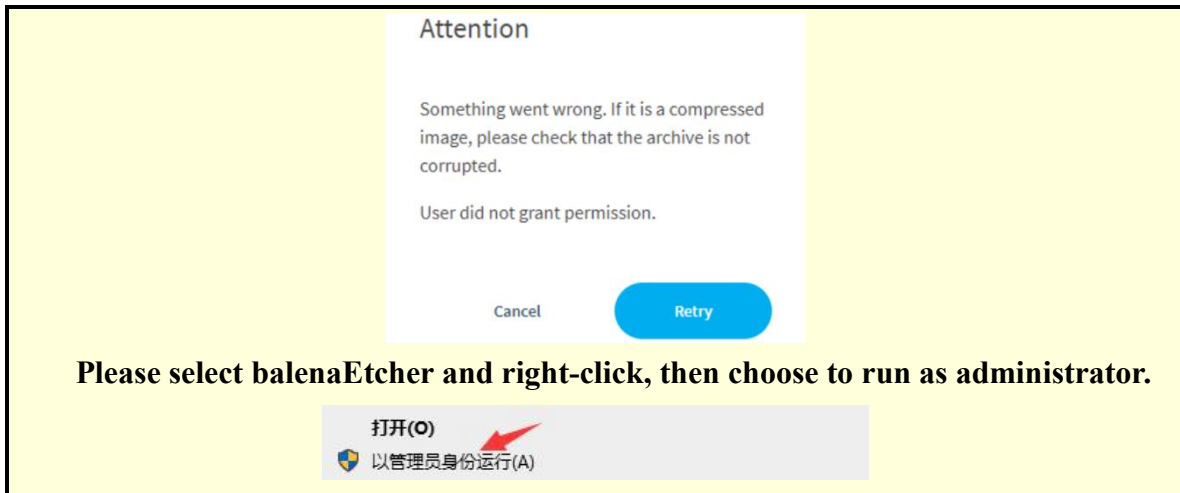 Attention
Something went wrong. If it is a compressed
image, please check that the archive is not
corrupted.
User did not grant permission.
Cancel Retry
Please select balenaEtcher and right-click, then choose to run as administrator.
打开(O)
以管理员身份运行(A)